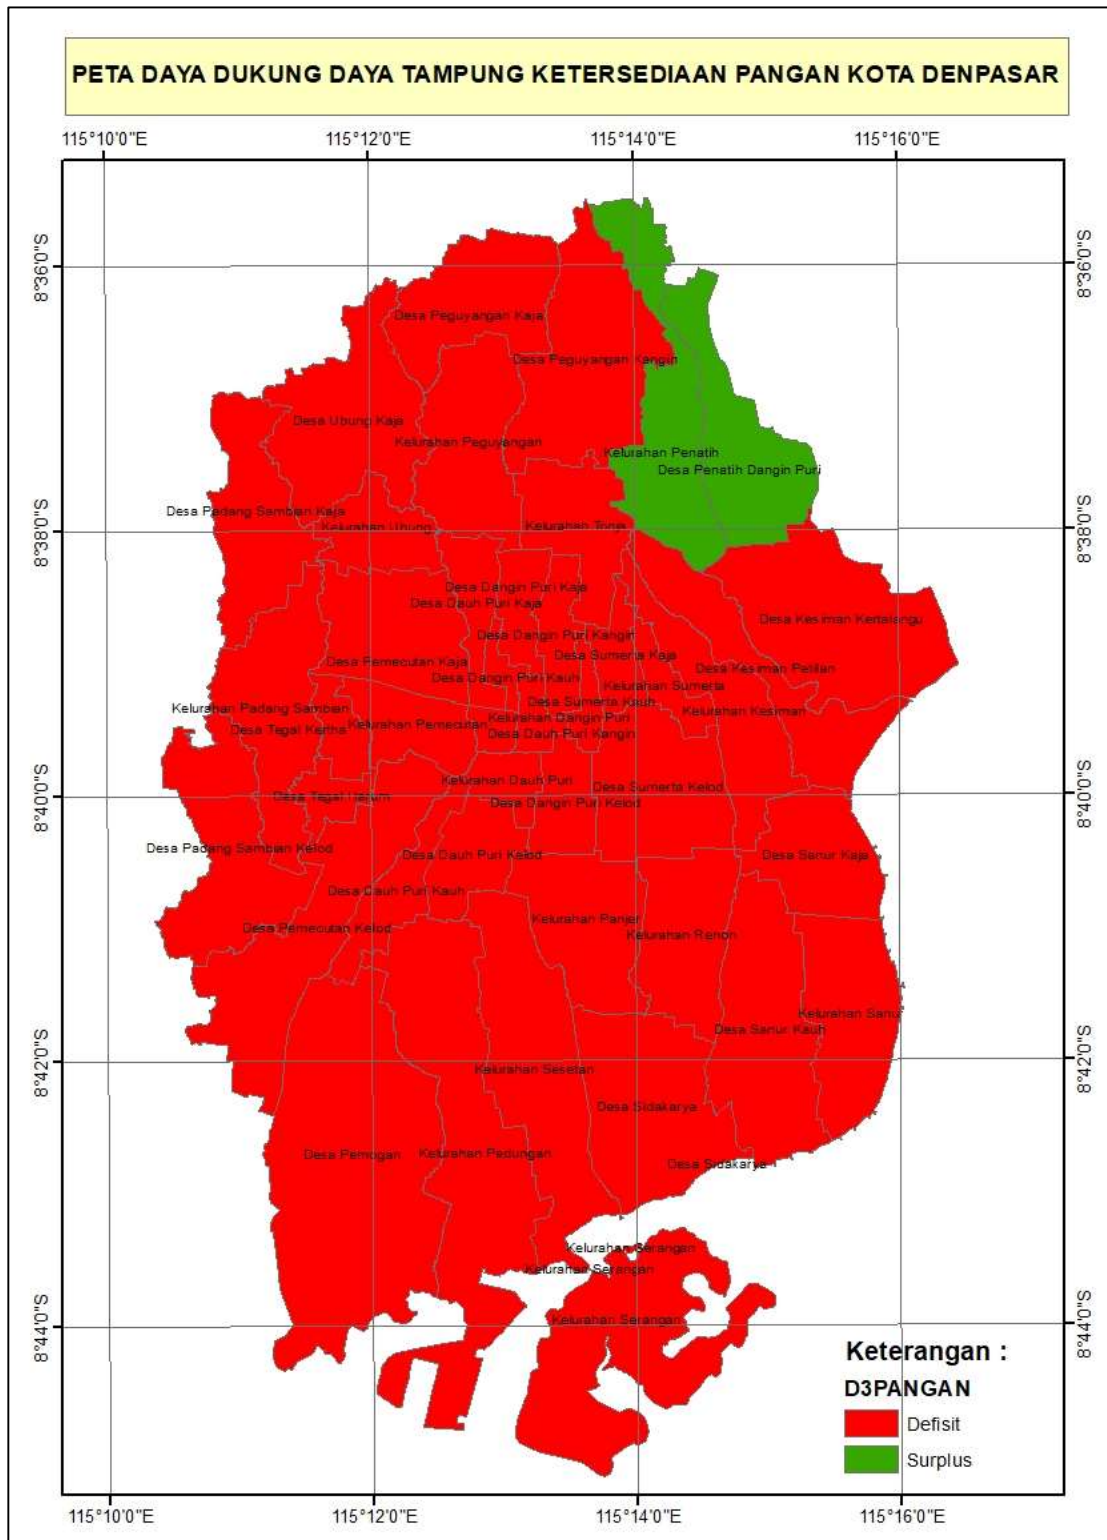 PETA DAYA DUKUNG DAYA TAMPUNG KETERSEDIAAN PANGAN KOTA DENPASAR
115°10'0"E 115°12'0"E 115°14'0"E 115°16'0"E
8°36'0"S 8°36'0"S
Desa Peguyangan Kaja
Desa Peguyangan Kangin
Desa Ubung Kaja
Kelurahan Peguyangan
Kelurahan Penatih
Desa Penatih Dangin Puri
Desa Padang Sambian Kaja
Kelurahan Ubung
Kelurahan Tonja
8°38'0"S 8°38'0"S
Desa Dangin Puri Kaja
Desa Dauh Puri Kaja
Desa Kesiman Kertalangu
Desa Dangin Puri Kangin
Desa Sumerta Kaja
Desa Pemecutan Kaja
Desa Kesiman Petilan
Desa Dangin Puri Kauh
Kelurahan Sumerta
Desa Sumerta Kauh
Kelurahan Padang Sambian
Kelurahan Kesiman
Kelurahan Dangin Puri
Kelurahan Pemecutan
Desa Tegal Kertha
Desa Dauh Puri Kangin
Kelurahan Dauh Puri
Desa Sumerta Kelod
8°40'0"S 8°40'0"S
Desa Tegal Harum
Desa Dangin Puri Kelod
Desa Padang Sambian Kelod
Desa Dauh Puri Kelod
Desa Sanur Kaja
Desa Dauh Puri Kauh
Kelurahan Panjer
Desa Pemecutan Kelod
Kelurahan Renon
Kelurahan Sanur
Desa Sanur Kauh
8°42'0"S 8°42'0"S
Kelurahan Sesetan
Desa Sidakarya
Desa Pemogan
Kelurahan Pedungan
Desa Sidakarya
Kelurahan Serangan
Kelurahan Serangan
Kelurahan Serangan
8°44'0"S 8°44'0"S
Keterangan :
D3PANGAN
Defisit
Surplus
115°10'0"E 115°12'0"E 115°14'0"E 115°16'0"E